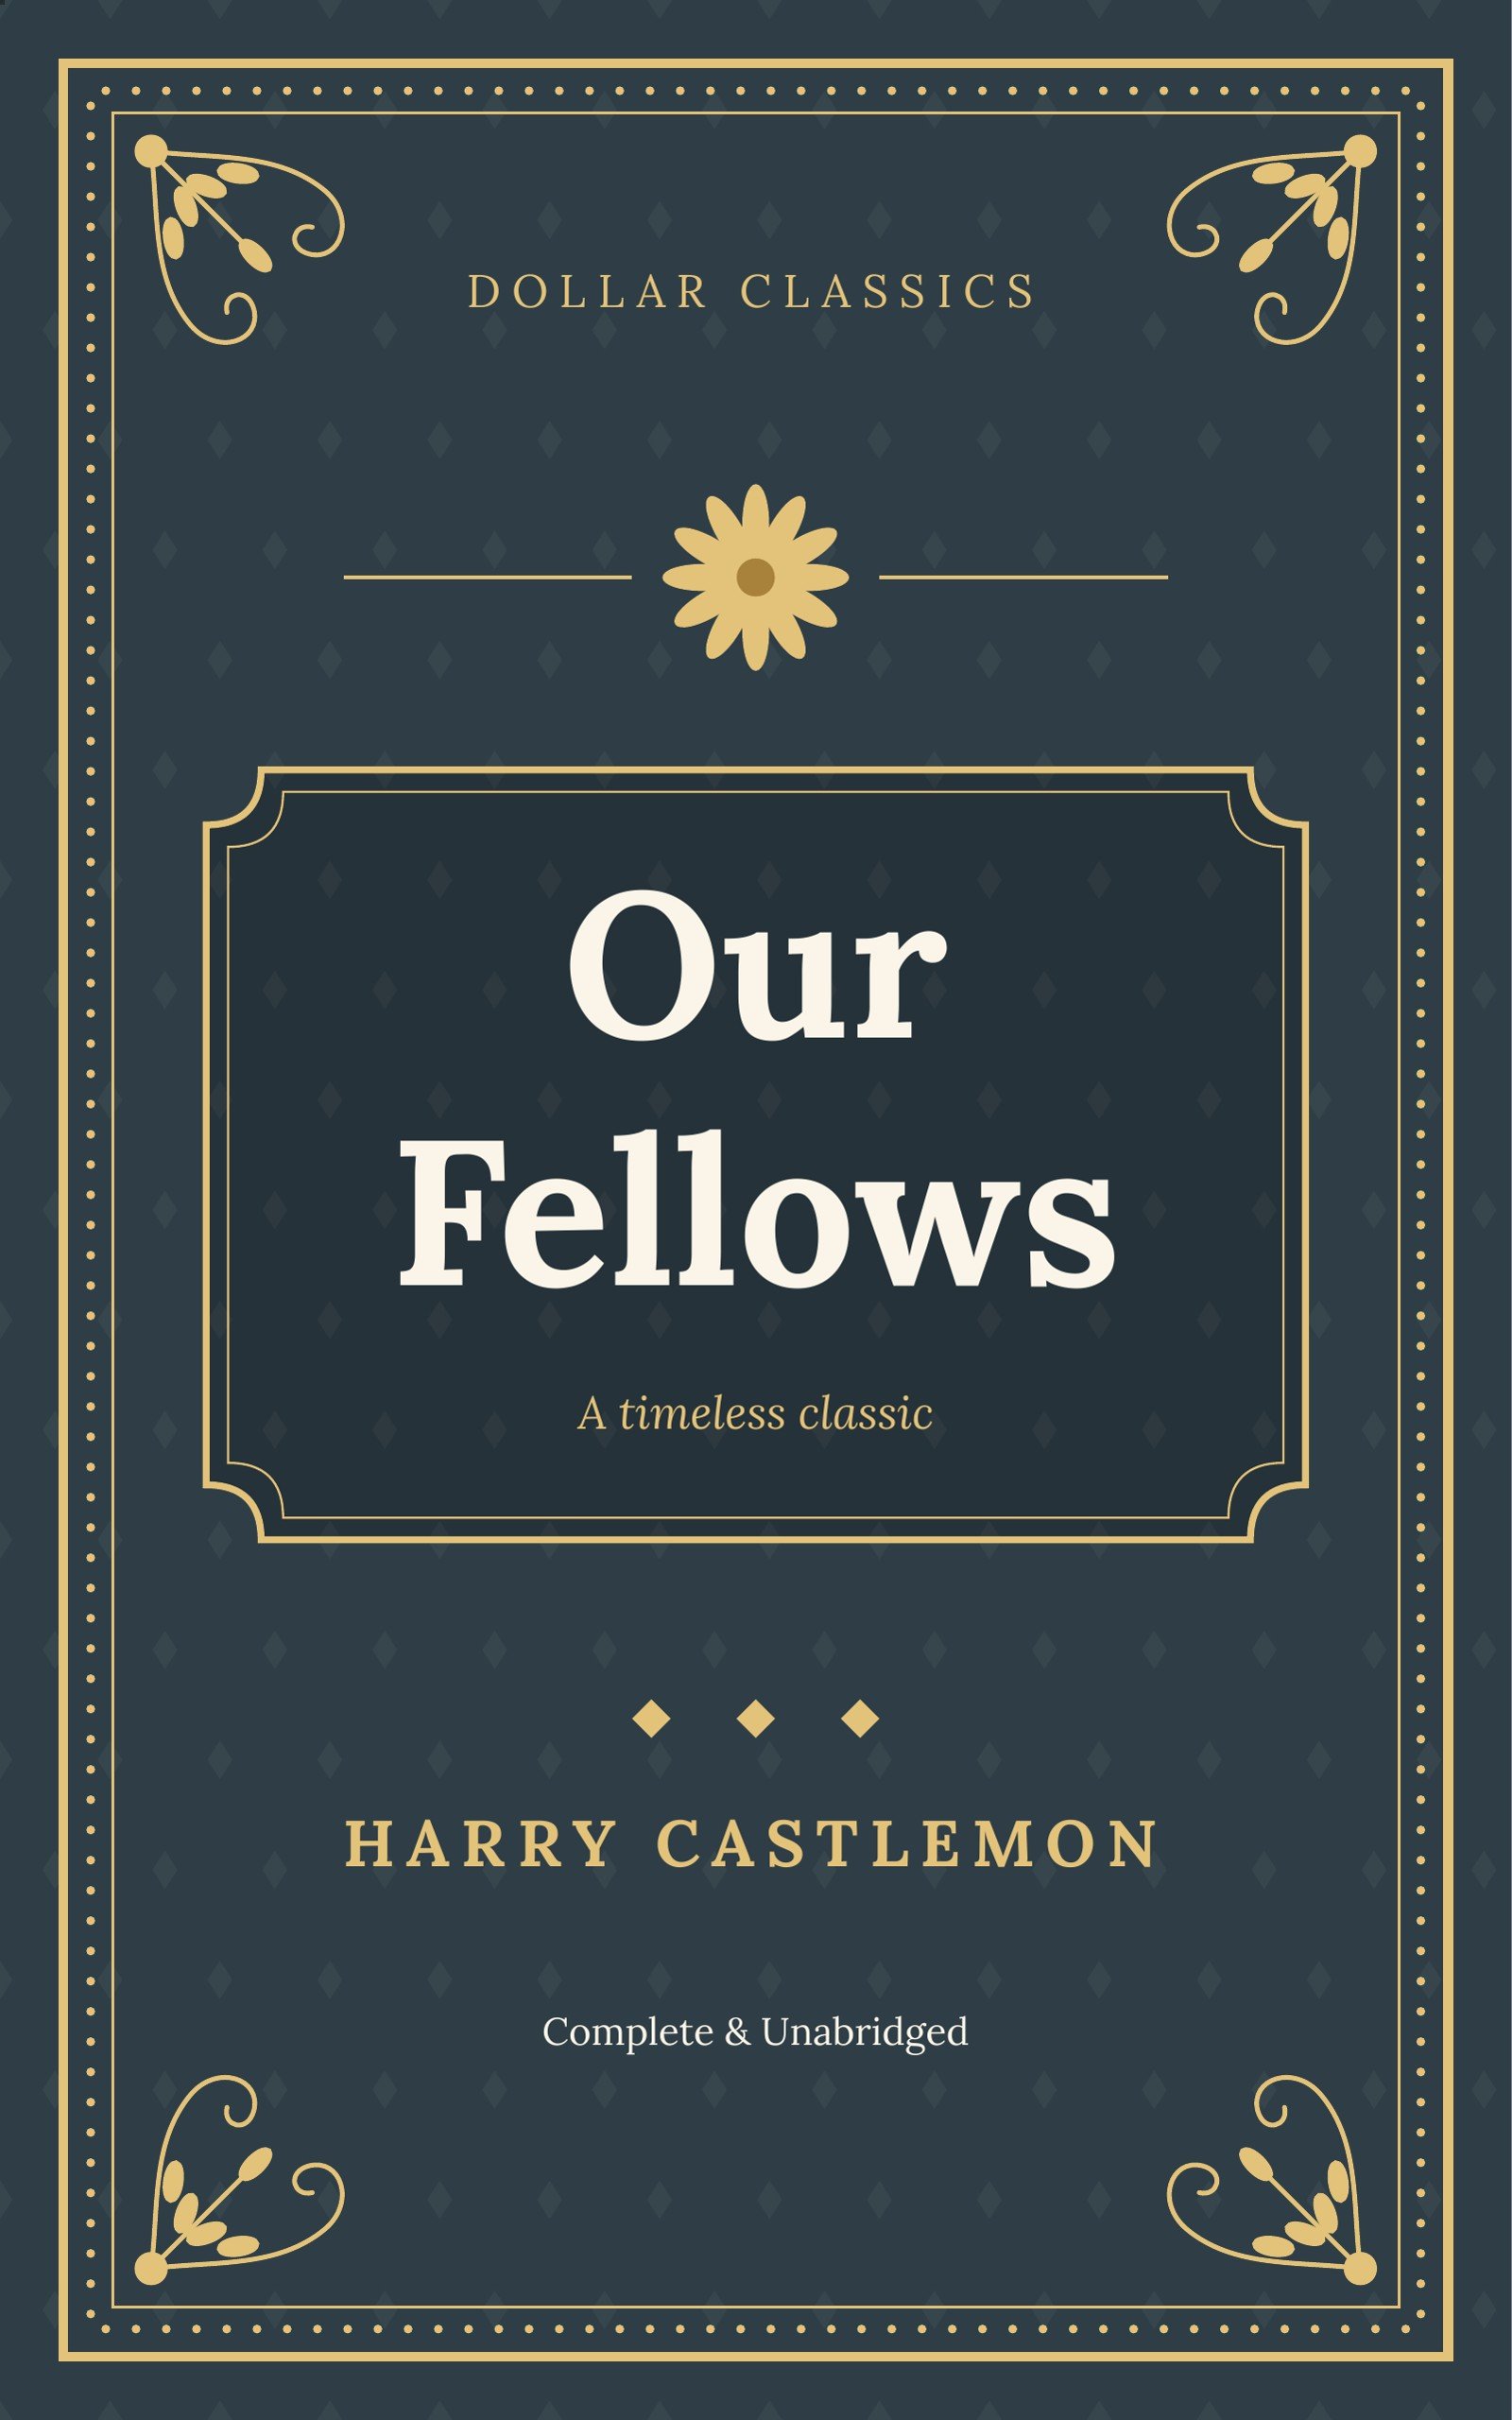 DOLLAR CLASSICS
Our
Fellows
A timeless classic
HARRY CASTLEMON
Complete & Unabridged